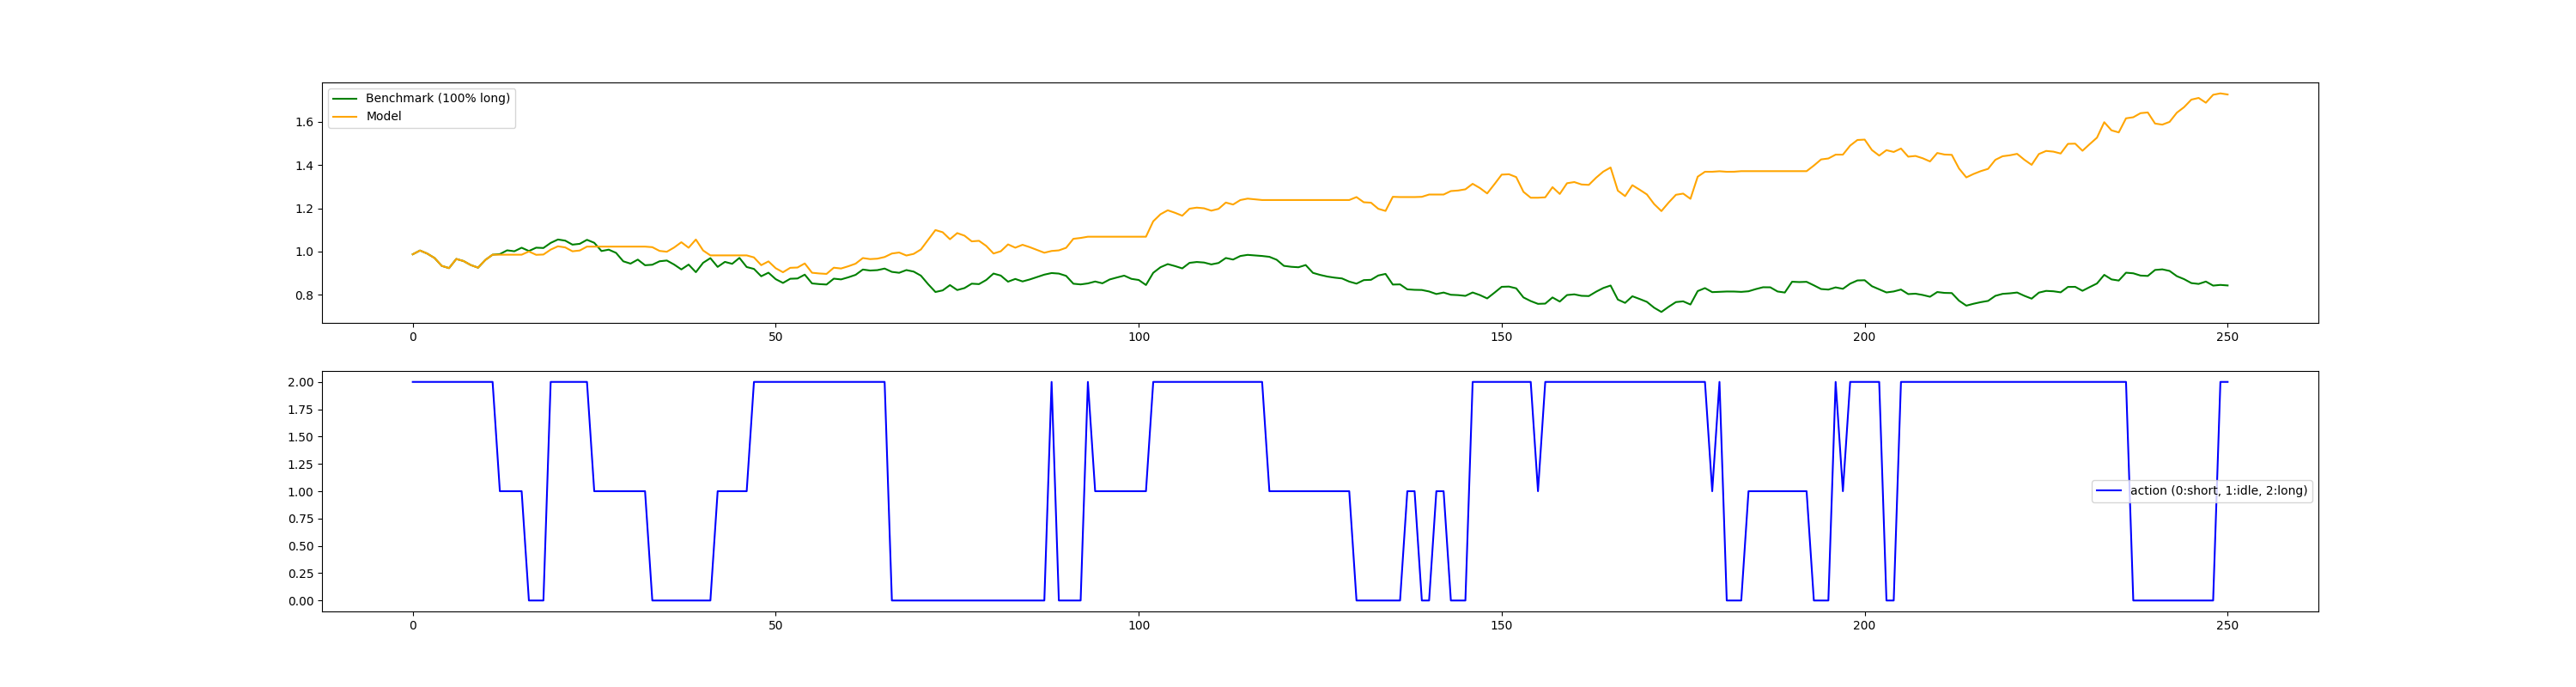 Benchmark (100% long)
Model
1.6
1.4
1.2
1.0
0.8
0 50 100 150 200 250
2.00
1.75
1.50
1.25
1.00
0.75
0.50
0.25
0.00
action (0:short, 1:idle, 2:long)
0 50 100 150 200 250